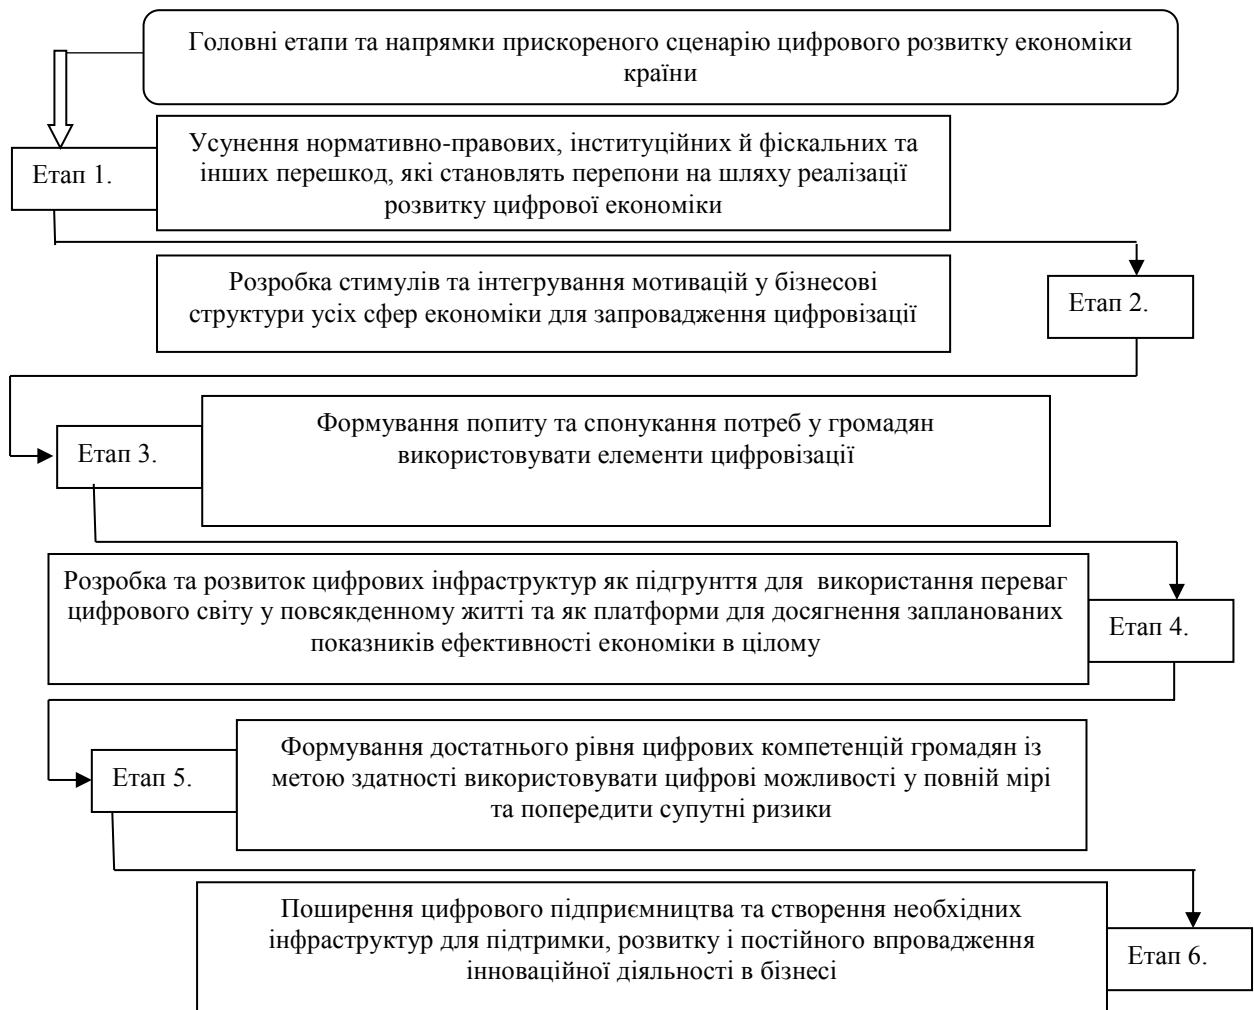 Головні етапи та напрямки прискореного сценарію цифрового розвитку економіки
країни
Етап 1.
Усунення нормативно-правових, інституційних й фіскальних та
інших перешкод, які становлять перепони на шляху реалізації
розвитку цифрової економіки
Розробка стимулів та інтегрування мотивацій у бізнесові
структури усіх сфер економіки для запровадження цифровізації
Етап 2.
Етап 3.
Формування попиту та спонукання потреб у громадян
використовувати елементи цифровізації
Розробка та розвиток цифрових інфраструктур як підгрунття для використання переваг
цифрового світу у повсякденному житті та як платформи для досягнення запланованих
показників ефективності економіки в цілому
Етап 4.
Етап 5.
Формування достатнього рівня цифрових компетенцій громадян із
метою здатності використовувати цифрові можливості у повній мірі
та попередити супутні ризики
Поширення цифрового підприємництва та створення необхідних
інфраструктур для підтримки, розвитку і постійного впровадження
інноваційної діяльності в бізнесі
Етап 6.